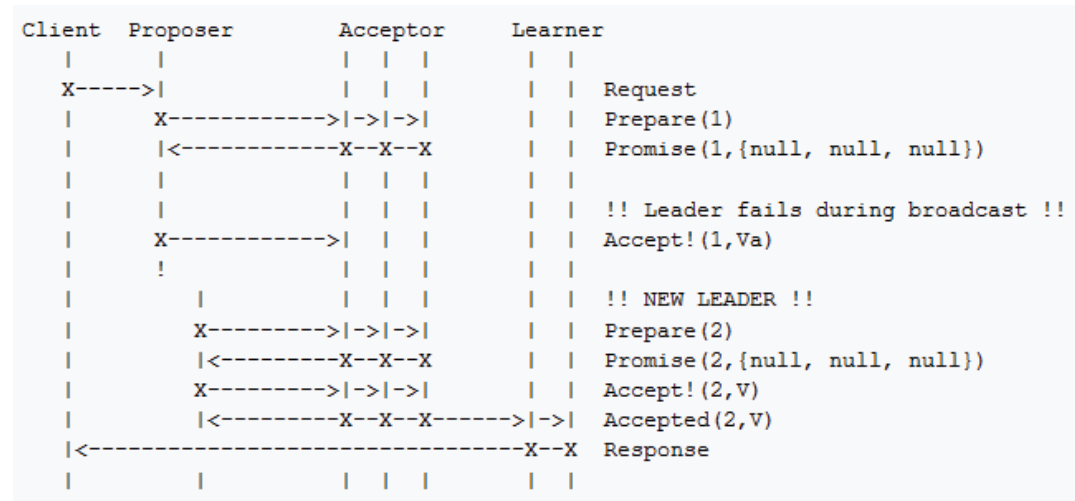 Client  Proposer        Acceptor     Learner
   |      |             |  |  |       |  |
   X----->|             |  |  |       |  |  Request
   |      X------------>|->|->|       |  |  Prepare(1)
   |      |<------------X--X--X       |  |  Promise(1,{null, null, null})
   |      |             |  |  |       |  |
   |      |             |  |  |       |  |  !! Leader fails during broadcast !!
   |      X------------>|  |  |       |  |  Accept!(1,Va)
   |      !             |  |  |       |  |
   |         |          |  |  |       |  |  !! NEW LEADER !!
   |         X--------->|->|->|       |  |  Prepare(2)
   |         |<---------X--X--X       |  |  Promise(2,{null, null, null})
   |         X--------->|->|->|       |  |  Accept!(2,V)
   |         |<---------X--X--X------>|->|  Accepted(2,V)
   |<---------------------------------X--X  Response
   |         |          |  |  |       |  |